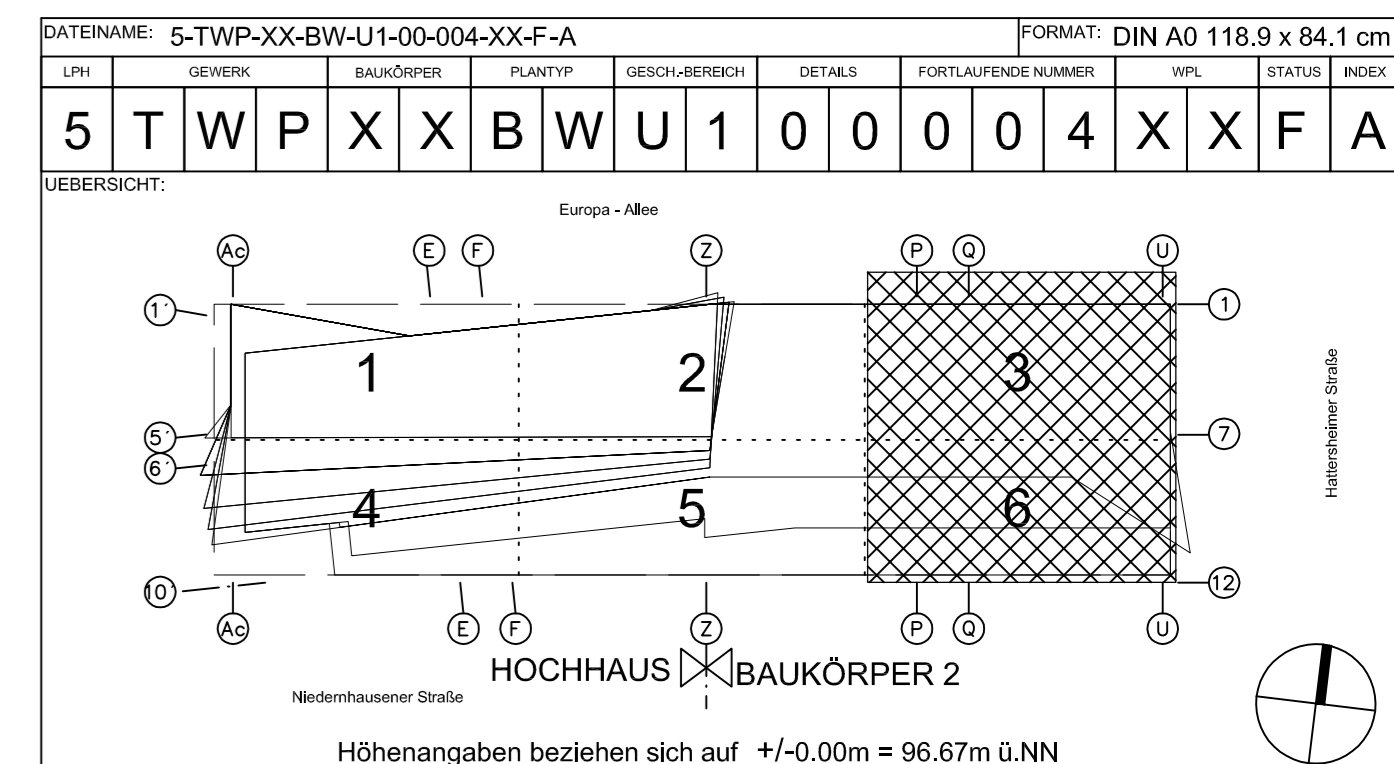 DATEINAME: 5-TWP-XX-BW-U1-00-004-XX-F-A FORMAT: DIN A0 118.9 x 84.1 cm
LPH GEWERK BAUKÖRPER PLANTYP GESCH.-BEREICH DETAILS FORTLAUFENDE NUMMER WPL STATUS INDEX
5 T W P X X B W U 1 0 0 0 0 4 X X F A
UEBERSICHT:
Europa - Allee
Ac E F Z P Q U
1´ 1
1 2 3
Hattersheimer Straße
5´ 7
6´
4 5 6
10´ 12
Ac E F Z P Q U
HOCHHAUS BAUKÖRPER 2
Niedernhausener Straße
Höhenangaben beziehen sich auf +/-0.00m = 96.67m ü.NN